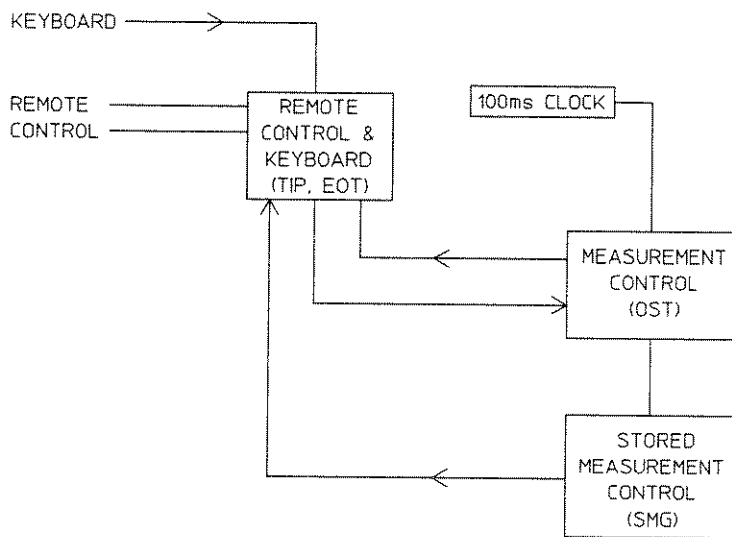 KEYBOARD
REMOTE
CONTROL
REMOTE
CONTROL &
KEYBOARD
(TIP, EOT)
100ms CLOCK
MEASUREMENT
CONTROL
(OST)
STORED
MEASUREMENT
CONTROL
(SMG)